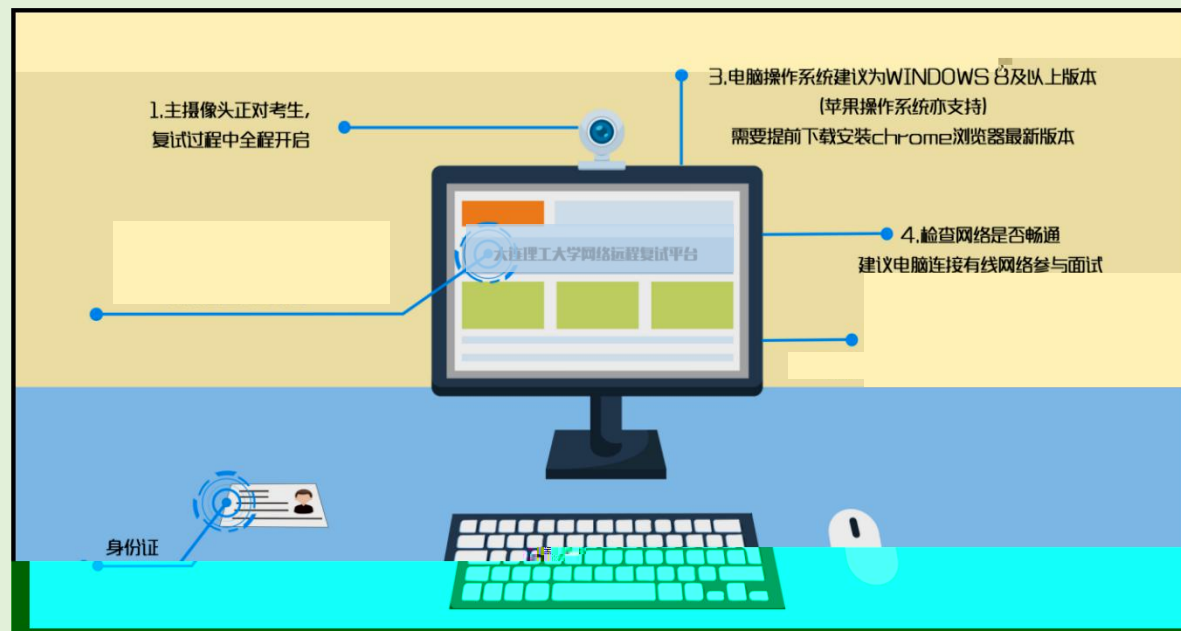 1.主摄像头正对考生,
复试过程中全程开启
3.电脑操作系统建议为WINDOWS 8及以上版本
(苹果操作系统亦支持)
需要提前下载安装chrome浏览器最新版本
大连理工大学网络远程复试平台
4.检查网络是否畅通
建议电脑连接有线网络参与面试
身份证